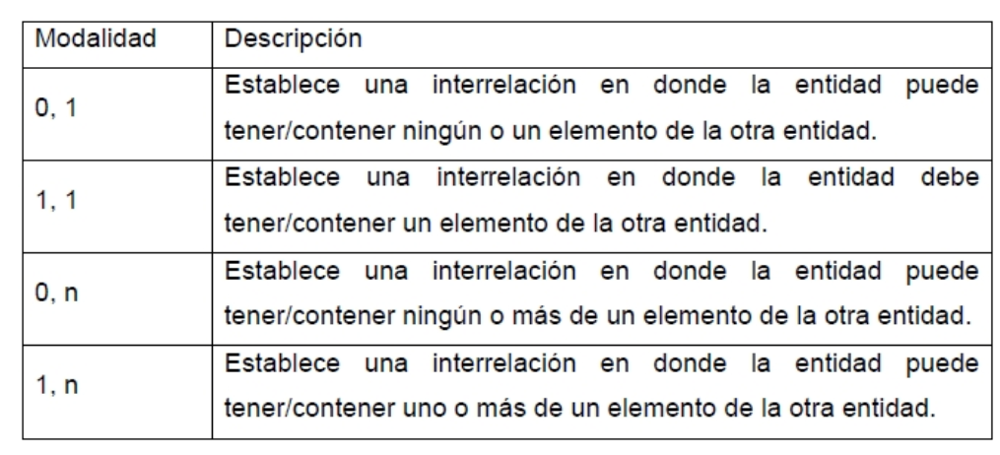 Modalidad Descripción
0, 1
Establece una interrelación en donde la entidad puede
tener/contener ningún o un elemento de la otra entidad.
1, 1
Establece una interrelación en donde la entidad debe
tener/contener un elemento de la otra entidad.
0, n
Establece una interrelación en donde la entidad puede
tener/contener ningún o más de un elemento de la otra entidad.
1, n
Establece una interrelación en donde la entidad puede
tener/contener uno o más de un elemento de la otra entidad.